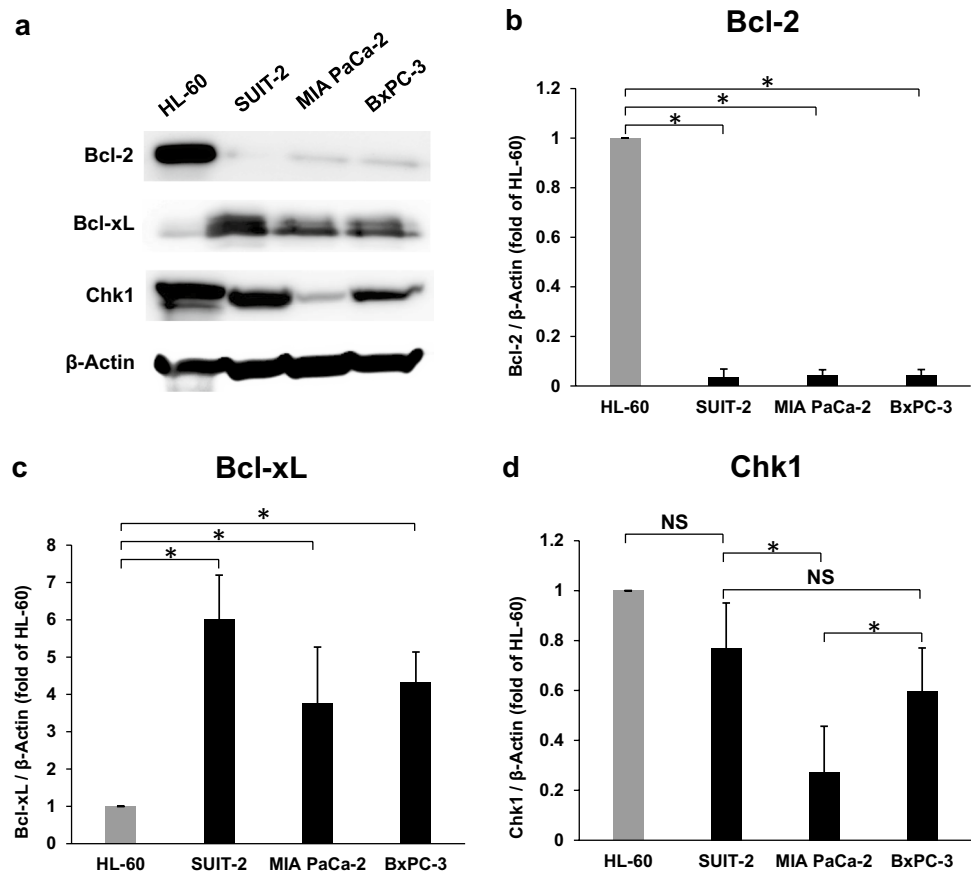 a
HL-60
SUIT-2
MIA PaCa-2
BxPC-3
Bcl-2
Bcl-xL
Chk1
β-Actin
b
Bcl-2
Bcl-2 / β-Actin (fold of HL-60)
1.2
1
0.8
0.6
0.4
0.2
0
*
*
*
HL-60 SUIT-2 MIA PaCa-2 BxPC-3
c
Bcl-xL
Bcl-xL / β-Actin (fold of HL-60)
8
7
6
5
4
3
2
1
0
*
*
*
HL-60 SUIT-2 MIA PaCa-2 BxPC-3
d
Chk1
Chk1 / β-Actin (fold of HL-60)
1.2
1
0.8
0.6
0.4
0.2
0
NS
*
NS
*
HL-60 SUIT-2 MIA PaCa-2 BxPC-3